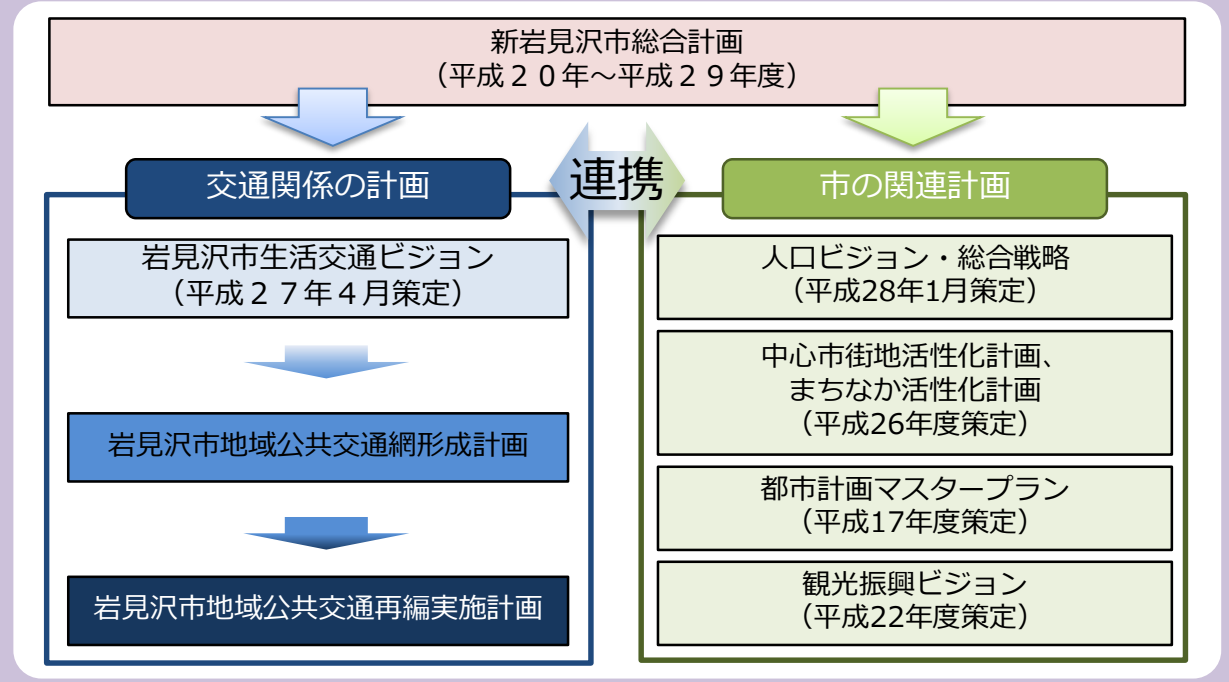 新岩見沢市総合計画
（平成２０年～平成２９年度）
連携
交通関係の計画
岩見沢市生活交通ビジョン
（平成２７年４月策定）
岩見沢市地域公共交通網形成計画
岩見沢市地域公共交通再編実施計画
市の関連計画
人口ビジョン・総合戦略
（平成28年1月策定）
中心市街地活性化計画、
まちなか活性化計画
（平成26年度策定）
都市計画マスタープラン
（平成17年度策定）
観光振興ビジョン
（平成22年度策定）